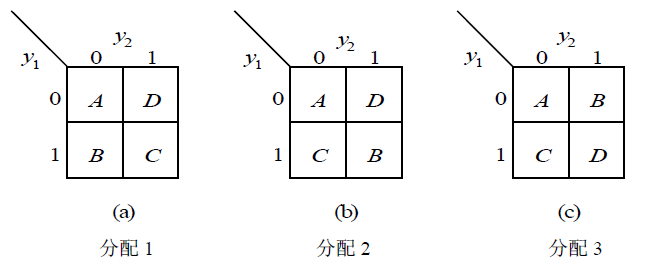 y₂ y₂ y₂
y₁ 0 1 y₁ 0 1 y₁ 0 1
0 A D 0 A D 0 A B
1 B C 1 C B 1 C D
(a) (b) (c)
分配 1 分配 2 分配 3